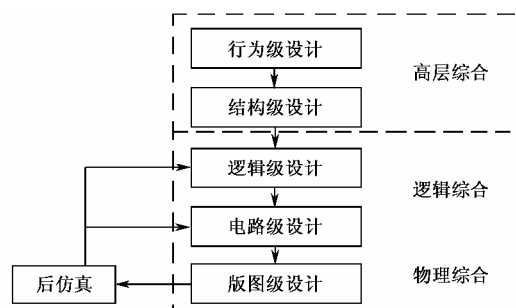 行为级设计
高层综合
结构级设计
逻辑级设计
逻辑综合
电路级设计
物理综合
后仿真
版图级设计